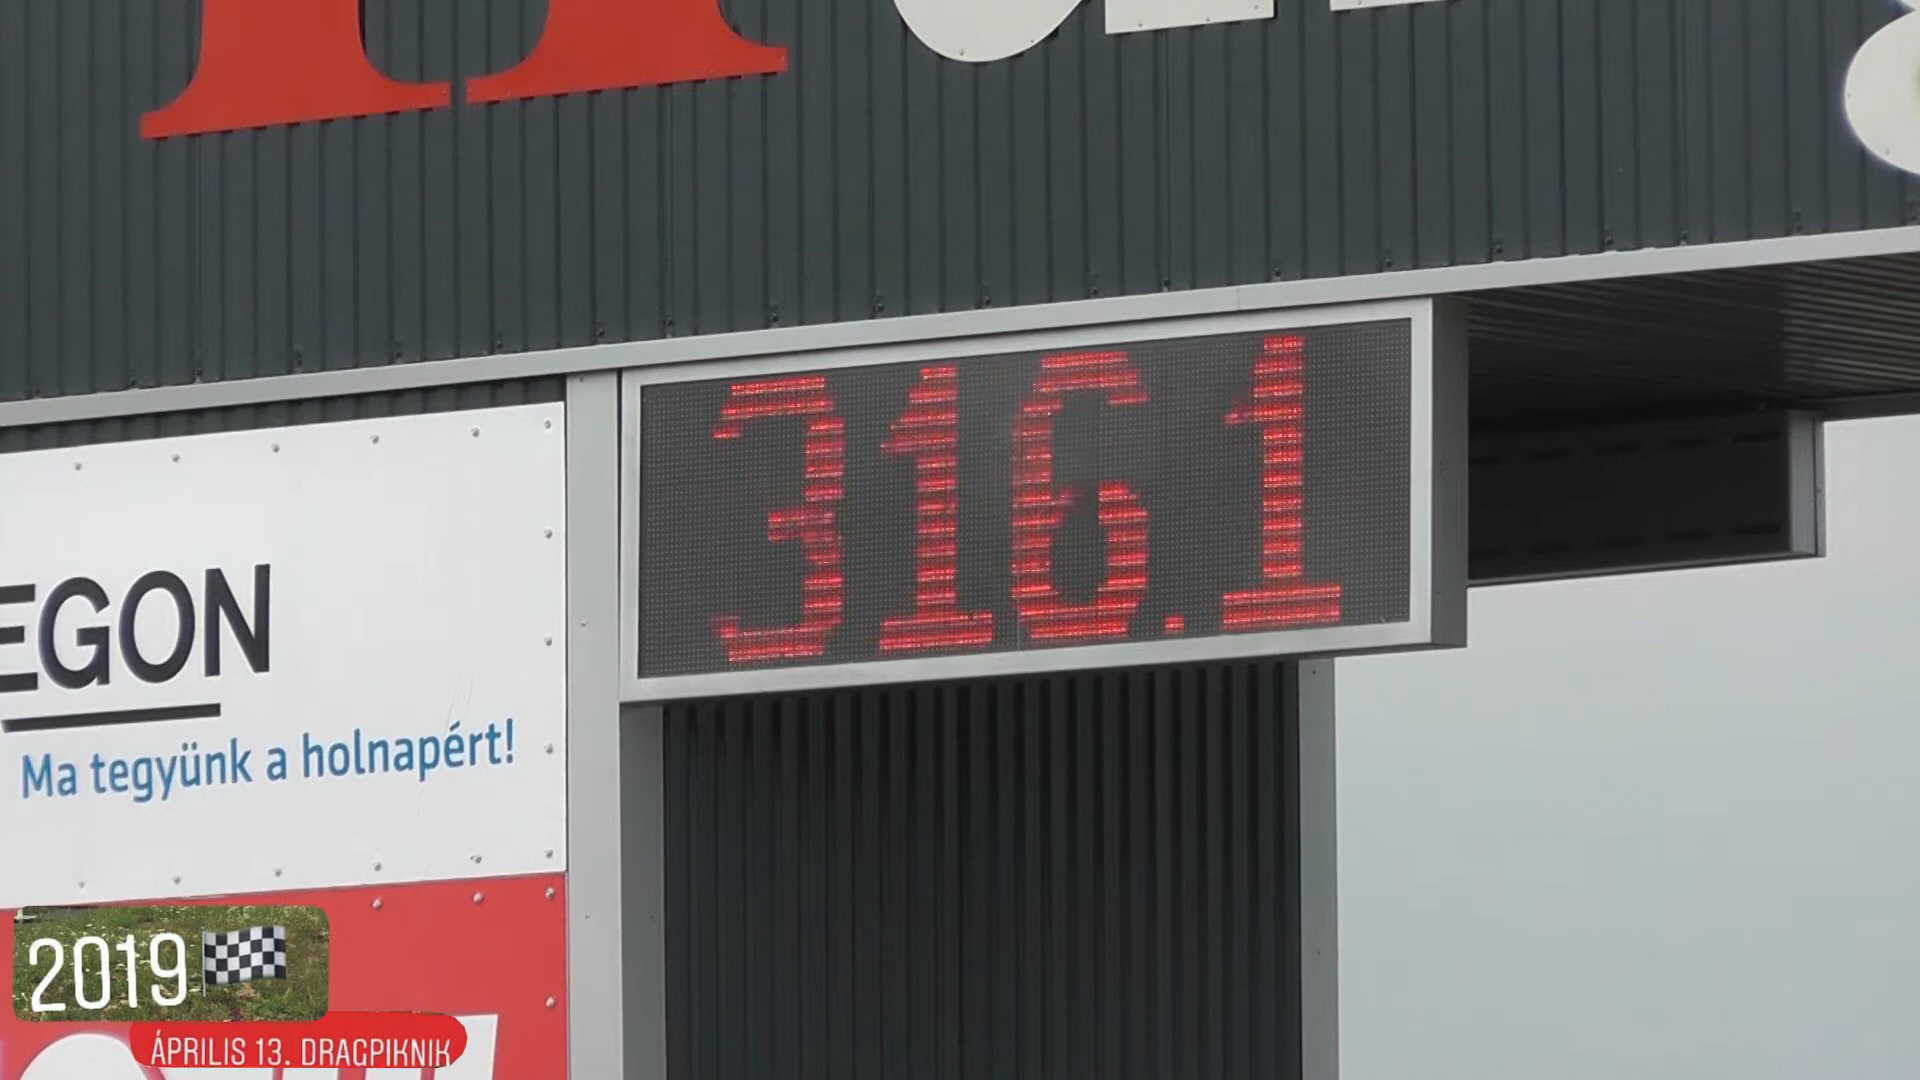 316.1
EGON
Ma tegyünk a holnapért!
2019
ÁPRILIS 13. DRAGPIKNIK